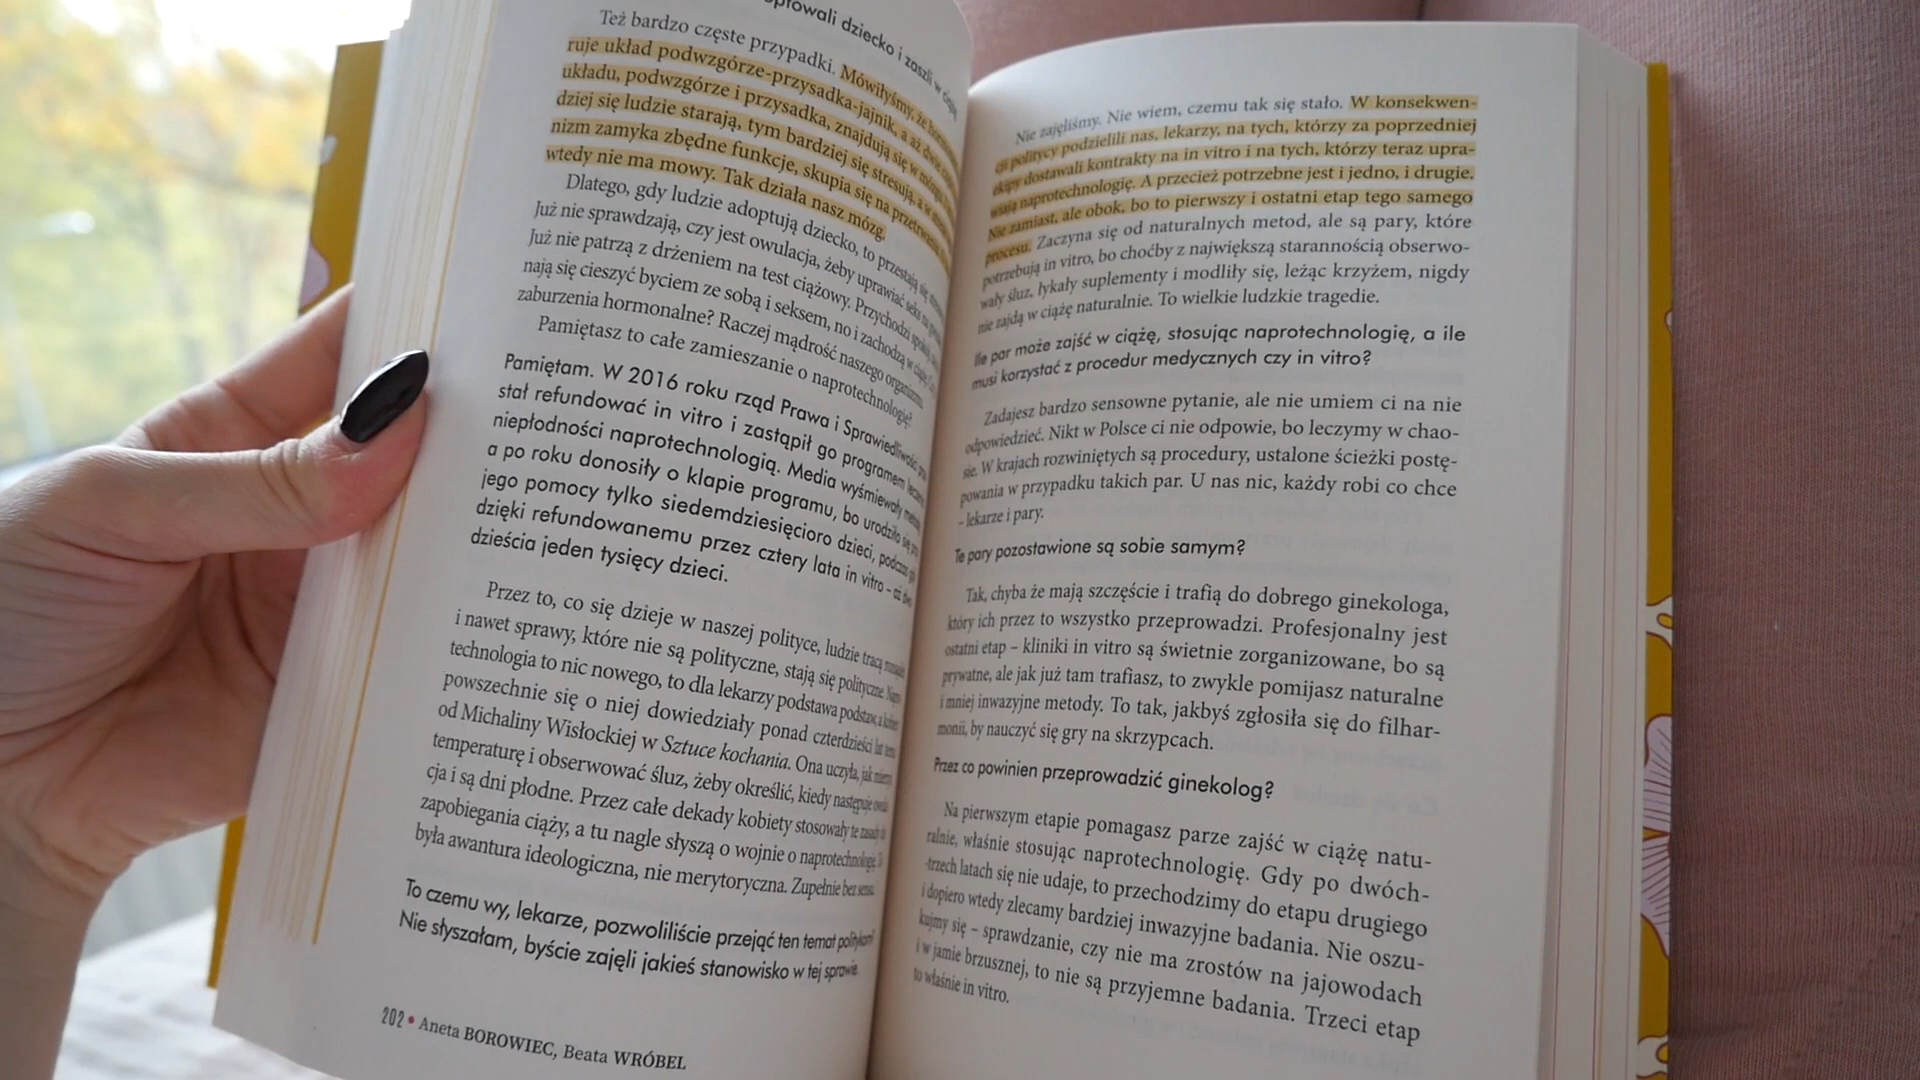 dziecko i zaszli w ciążę
Też bardzo częste przypadki. Mówiłyśmy, że
ruje układ podwzgórze-przysadka-jajnik, a aż dwie
układu, podwzgórze i przysadka, znajdują się w mózgu.
dziej się ludzie starają, tym bardziej się stresują, a w
nizm zamyka zbędne funkcje, skupia się na przetrwaniu.
wtedy nie ma mowy. Tak działa nasz mózg.
Dlatego, gdy ludzie adoptują dziecko, to przestają się
Już nie sprawdzają, czy jest owulacja, żeby uprawiać seks na
Już nie patrzą z drżeniem na test ciążowy. Przychodzi spokój,
nają się cieszyć byciem ze sobą i seksem, no i zachodzą w ciążę.
zaburzenia hormonalne? Raczej mądrość naszego organizmu.
Pamiętasz to całe zamieszanie o naprotechnologię?
Pamiętam. W 2016 roku rząd Prawa i Sprawiedliwości
stał refundować in vitro i zastąpił go programem
niepłodności naprotechnologią. Media wyśmiewały
a po roku donosiły o klapie programu, bo urodziło się
jego pomocy tylko siedemdziesięcioro dzieci, podczas
dzięki refundowanemu przez cztery lata in vitro – aż
dzieścia jeden tysięcy dzieci.
Przez to, co się dzieje w naszej polityce, ludzie tracą
i nawet sprawy, które nie są polityczne, stają się polityczne.
technologia to nic nowego, to dla lekarzy podstawa podstaw, a
powszechnie się o niej dowiedziały ponad czterdzieści lat temu
od Michaliny Wisłockiej w Sztuce kochania. Ona uczyła, jak mierzyć
temperaturę i obserwować śluz, żeby określić, kiedy następuje
cja i są dni płodne. Przez całe dekady kobiety stosowały te zasady
zapobiegania ciąży, a tu nagle słyszą o wojnie o naprotechnologię.
była awantura ideologiczna, nie merytoryczna. Zupełnie bez sensu.
To czemu wy, lekarze, pozwoliliście przejąć ten temat politykom?
Nie słyszałam, byście zajęli jakieś stanowisko w tej sprawie.
202 • Aneta BOROWIEC, Beata WRÓBEL
Nie zajęliśmy. Nie wiem, czemu tak się stało. W konsekwen-
cji politycy podzielili nas, lekarzy, na tych, którzy za poprzedniej
ekipy dostawali kontrakty na in vitro i na tych, którzy teraz upra-
wiają naprotechnologię. A przecież potrzebne jest i jedno, i drugie.
Nie zamiast, ale obok, bo to pierwszy i ostatni etap tego samego
procesu. Zaczyna się od naturalnych metod, ale są pary, które
potrzebują in vitro, bo choćby z największą starannością obserwo-
wały śluz, łykały suplementy i modliły się, leżąc krzyżem, nigdy
nie zajdą w ciążę naturalnie. To wielkie ludzkie tragedie.
Ile par może zajść w ciążę, stosując naprotechnologię, a ile
musi korzystać z procedur medycznych czy in vitro?
Zadajesz bardzo sensowne pytanie, ale nie umiem ci na nie
odpowiedzieć. Nikt w Polsce ci nie odpowie, bo leczymy w chao-
sie. W krajach rozwiniętych są procedury, ustalone ścieżki postę-
powania w przypadku takich par. U nas nic, każdy robi co chce
– lekarze i pary.
Te pary pozostawione są sobie samym?
Tak, chyba że mają szczęście i trafią do dobrego ginekologa,
który ich przez to wszystko przeprowadzi. Profesjonalny jest
ostatni etap – kliniki in vitro są świetnie zorganizowane, bo są
prywatne, ale jak już tam trafiasz, to zwykle pomijasz naturalne
i mniej inwazyjne metody. To tak, jakbyś zgłosiła się do filhar-
monii, by nauczyć się gry na skrzypcach.
Przez co powinien przeprowadzić ginekolog?
Na pierwszym etapie pomagasz parze zajść w ciążę natu-
ralnie, właśnie stosując naprotechnologię. Gdy po dwóch-
-trzech latach się nie udaje, to przechodzimy do etapu drugiego
i dopiero wtedy zlecamy bardziej inwazyjne badania. Nie oszu-
kujmy się – sprawdzanie, czy nie ma zrostów na jajowodach
i w jamie brzusznej, to nie są przyjemne badania. Trzeci etap
to właśnie in vitro.